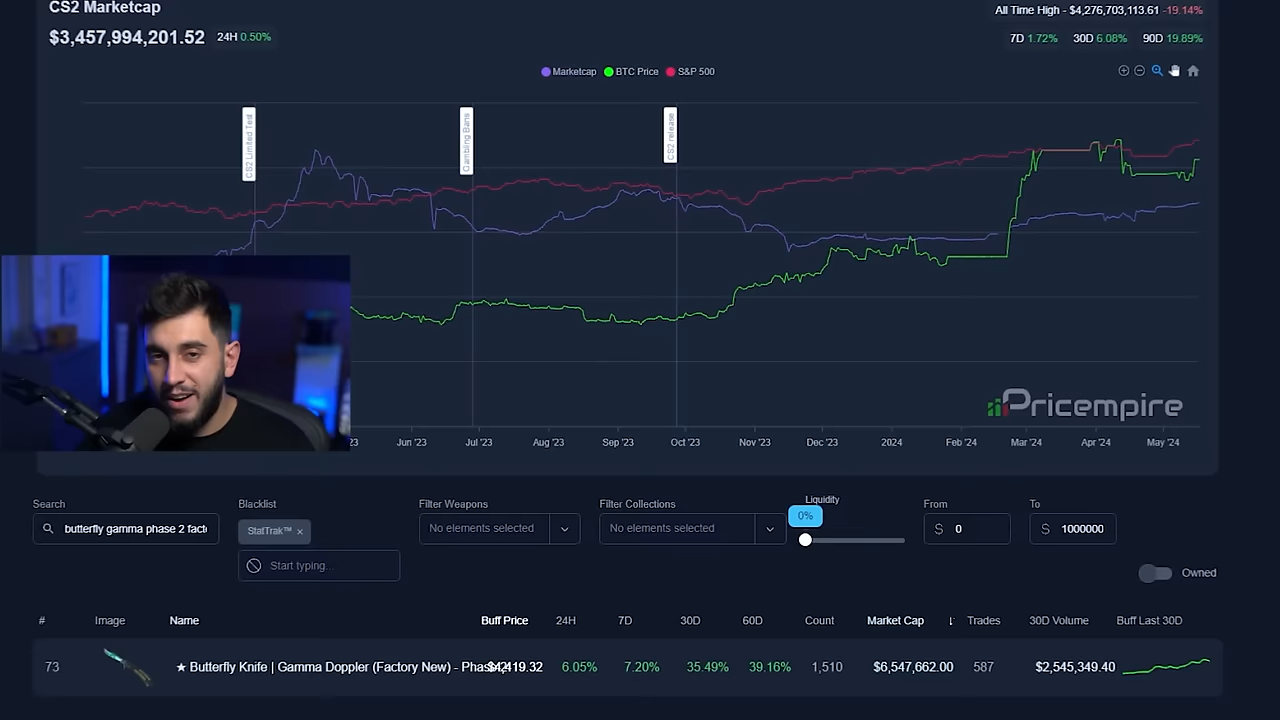 CS2 Marketcap
All Time High - $4,276,703,113.61 -19.14%
$3,457,994,201.52 24H 0.50%
7D 1.72% 30D 6.08% 90D 19.89%
Marketcap BTC Price S&P 500
CS2 Limited Test
Gambling Bans
CS2 release
Pricempire
Jun '23 Jul '23 Aug '23 Sep '23 Oct '23 Nov '23 Dec '23 2024 Feb '24 Mar '24 Apr '24 May '24
Search Blacklist Filter Weapons Filter Collections Liquidity From To
butterfly gamma phase 2 fact
StatTrak™ ×
No elements selected
No elements selected
0%
$ 0
$ 1000000
Start typing...
Owned
# Image Name Buff Price 24H 7D 30D 60D Count Market Cap ↓ Trades 30D Volume Buff Last 30D
73 ★ Butterfly Knife | Gamma Doppler (Factory New) - Phase 2 $4,419.32 6.05% 7.20% 35.49% 39.16% 1,510 $6,547,662.00 587 $2,545,349.40